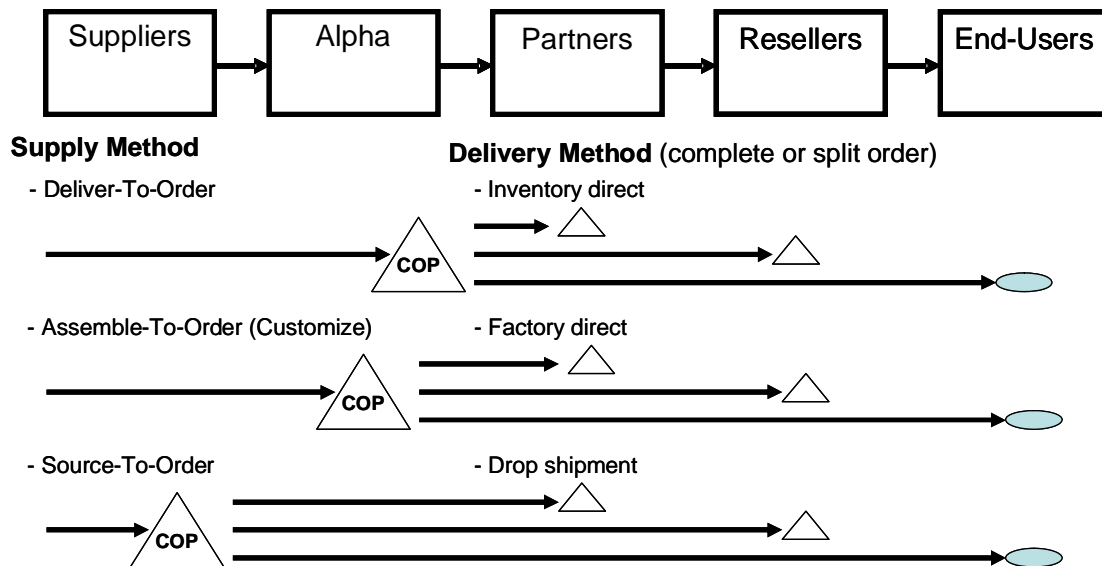 Suppliers
Alpha
Partners
Resellers
End-Users
Supply Method
Delivery Method (complete or split order)
- Deliver-To-Order
- Inventory direct
COP
- Assemble-To-Order (Customize)
- Factory direct
COP
- Source-To-Order
- Drop shipment
COP